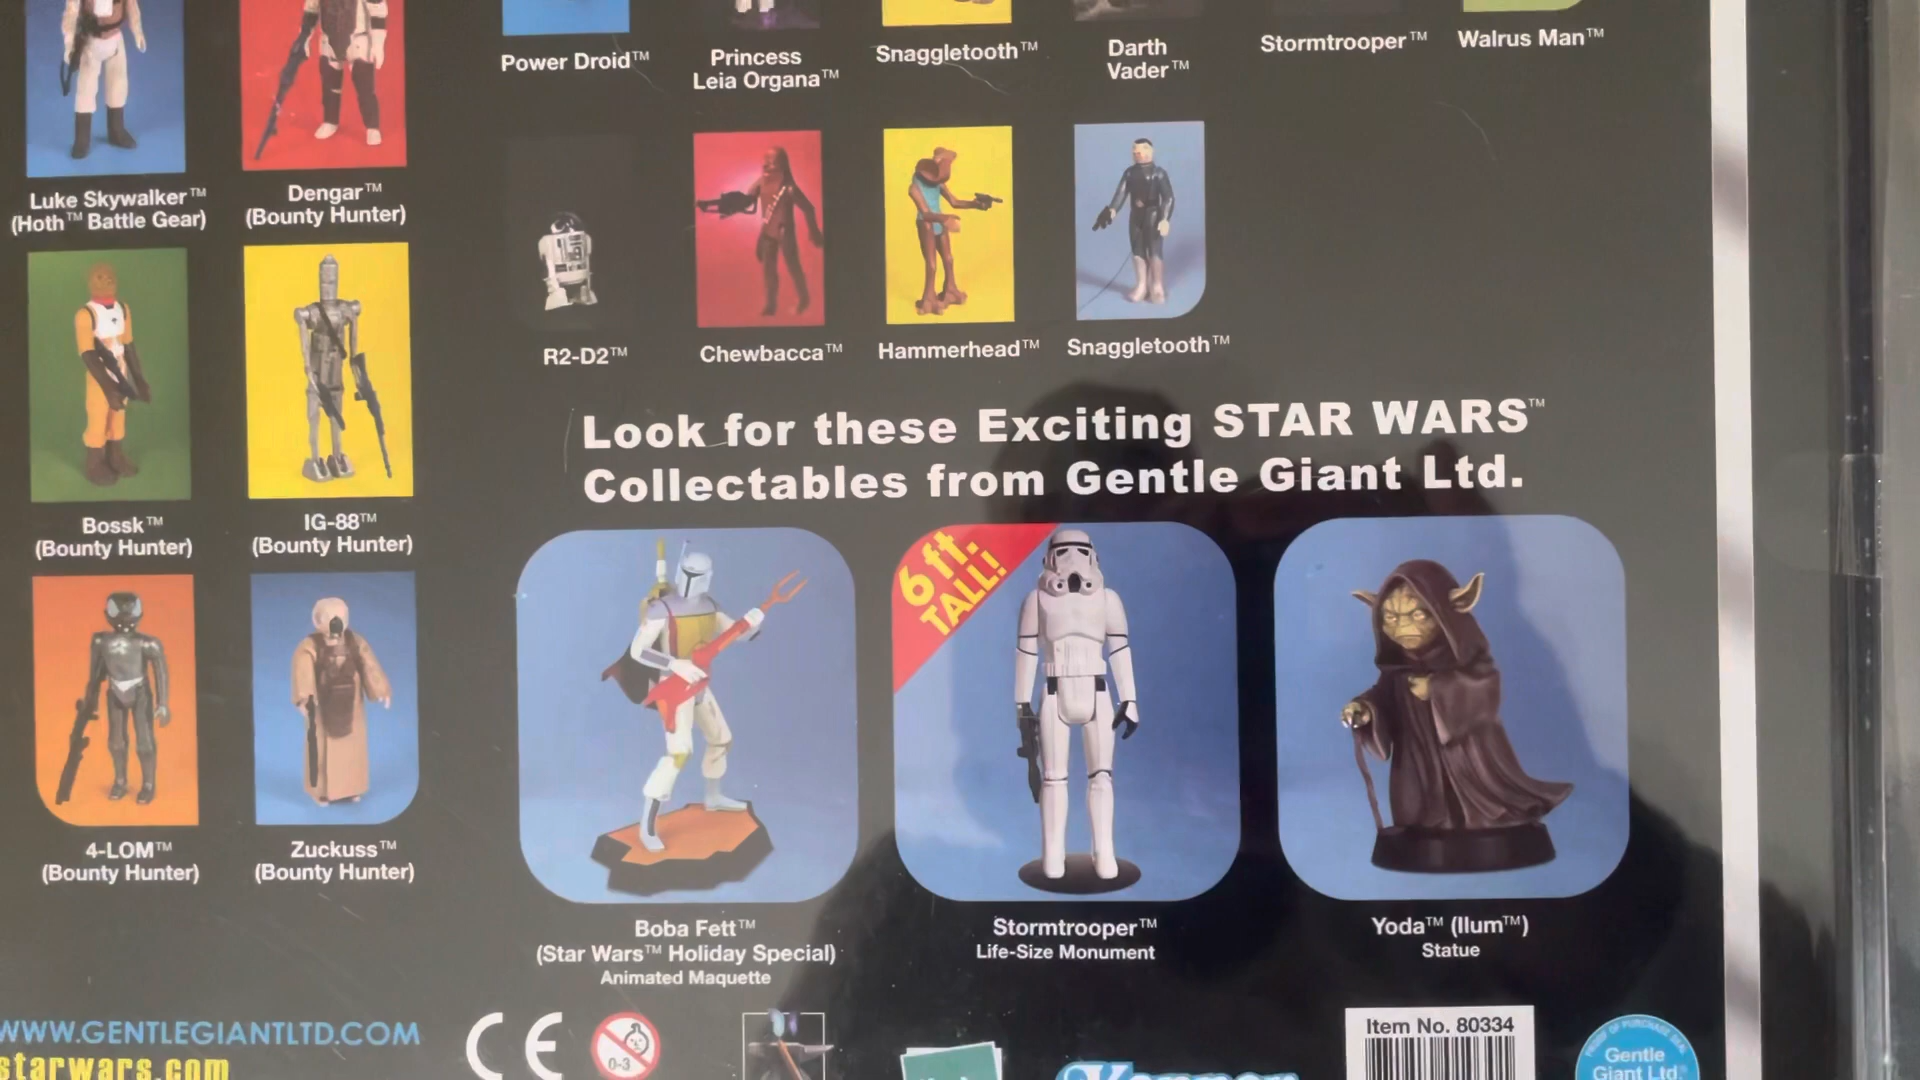 Power Droid™
Princess
Leia Organa™
Snaggletooth™
Darth
Vader™
Stormtrooper™
Walrus Man™
Luke Skywalker™
(Hoth™ Battle Gear)
Dengar™
(Bounty Hunter)
R2-D2™
Chewbacca™
Hammerhead™
Snaggletooth™
Bossk™
(Bounty Hunter)
IG-88™
(Bounty Hunter)
Look for these Exciting STAR WARS™
Collectables from Gentle Giant Ltd.
6 ft.
TALL!
4-LOM™
(Bounty Hunter)
Zuckuss™
(Bounty Hunter)
Boba Fett™
(Star Wars™ Holiday Special)
Animated Maquette
Stormtrooper™
Life-Size Monument
Yoda™ (Ilum™)
Statue
WWW.GENTLEGIANTLTD.COM
starwars.com
CE
0-3
Item No. 80334
PROOF OF PURCHASE SEAL
Gentle
Giant Ltd.